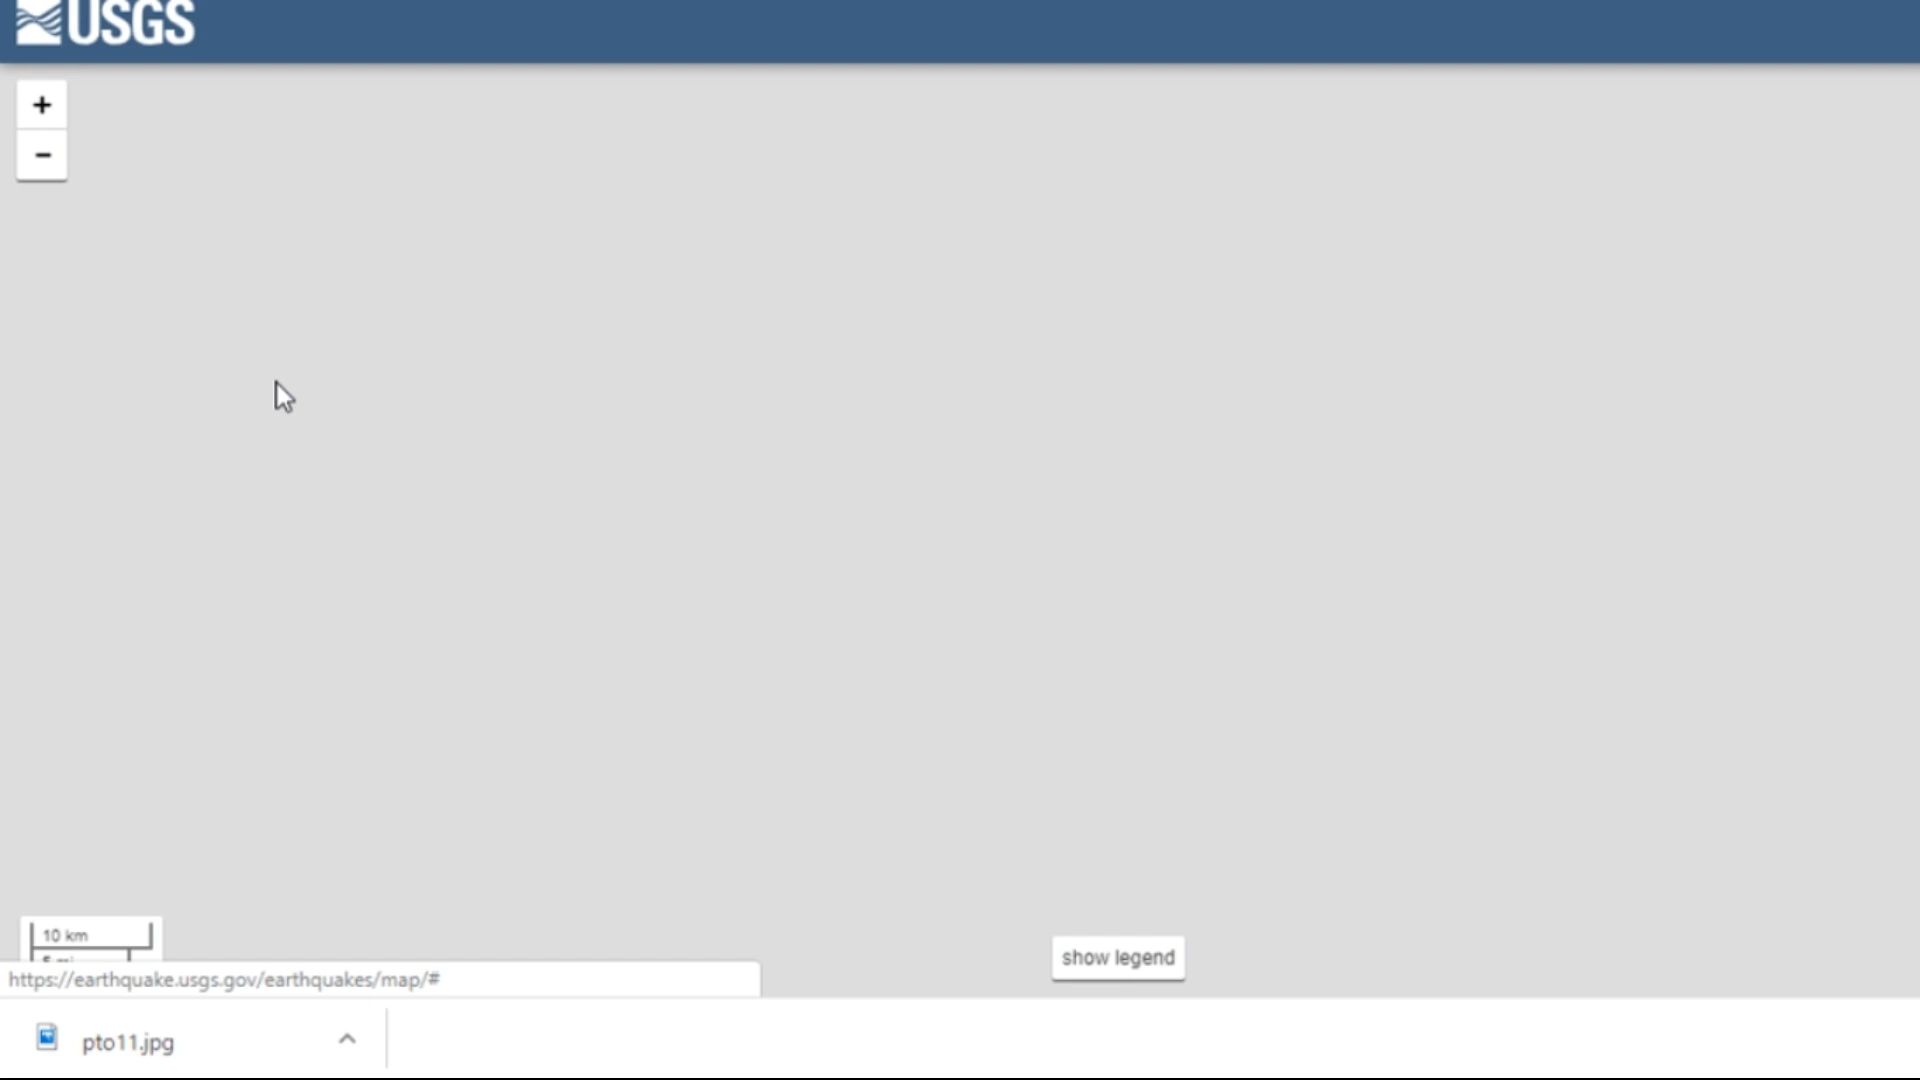 USGS
+
−
10 km
https://earthquake.usgs.gov/earthquakes/map/#
show legend
pto11.jpg